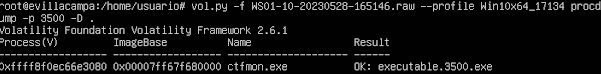 root@evillacampa:/home/usuario# vol.py -f WS01-10-20230528-165146.raw --profile Win10x64_17134 procd
ump -p 3500 -D .
Volatility Foundation Volatility Framework 2.6.1
Process(V) ImageBase Name Result
------------------ ------------------ -------------------- ------
0xffff8f0ec66e3080 0x00007ff67f680000 ctfmon.exe OK: executable.3500.exe